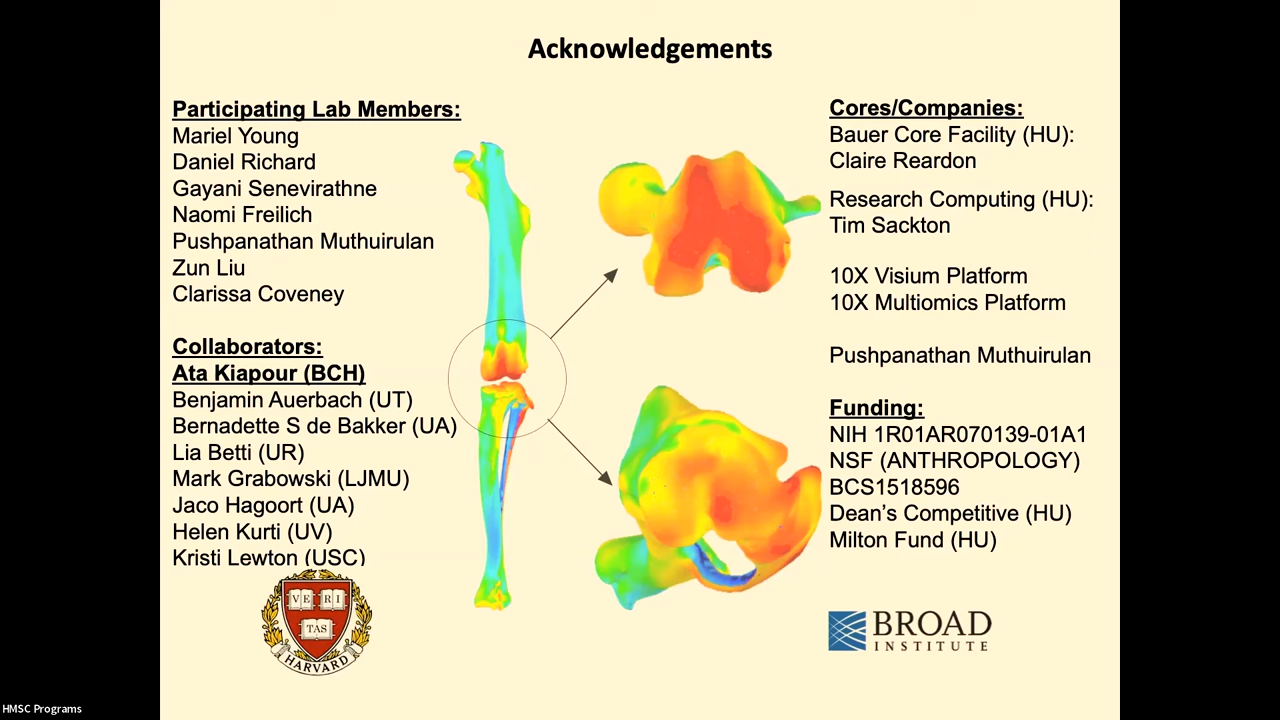 Acknowledgements
Participating Lab Members:
Mariel Young
Daniel Richard
Gayani Senevirathne
Naomi Freilich
Pushpanathan Muthuirulan
Zun Liu
Clarissa Coveney
Collaborators:
Ata Kiapour (BCH)
Benjamin Auerbach (UT)
Bernadette S de Bakker (UA)
Lia Betti (UR)
Mark Grabowski (LJMU)
Jaco Hagoort (UA)
Helen Kurti (UV)
Kristi Lewton (USC)
VE RI
TAS
HARVARD
Cores/Companies:
Bauer Core Facility (HU):
Claire Reardon
Research Computing (HU):
Tim Sackton
10X Visium Platform
10X Multiomics Platform
Pushpanathan Muthuirulan
Funding:
NIH 1R01AR070139-01A1
NSF (ANTHROPOLOGY)
BCS1518596
Dean's Competitive (HU)
Milton Fund (HU)
BROAD
INSTITUTE
HMSC Programs